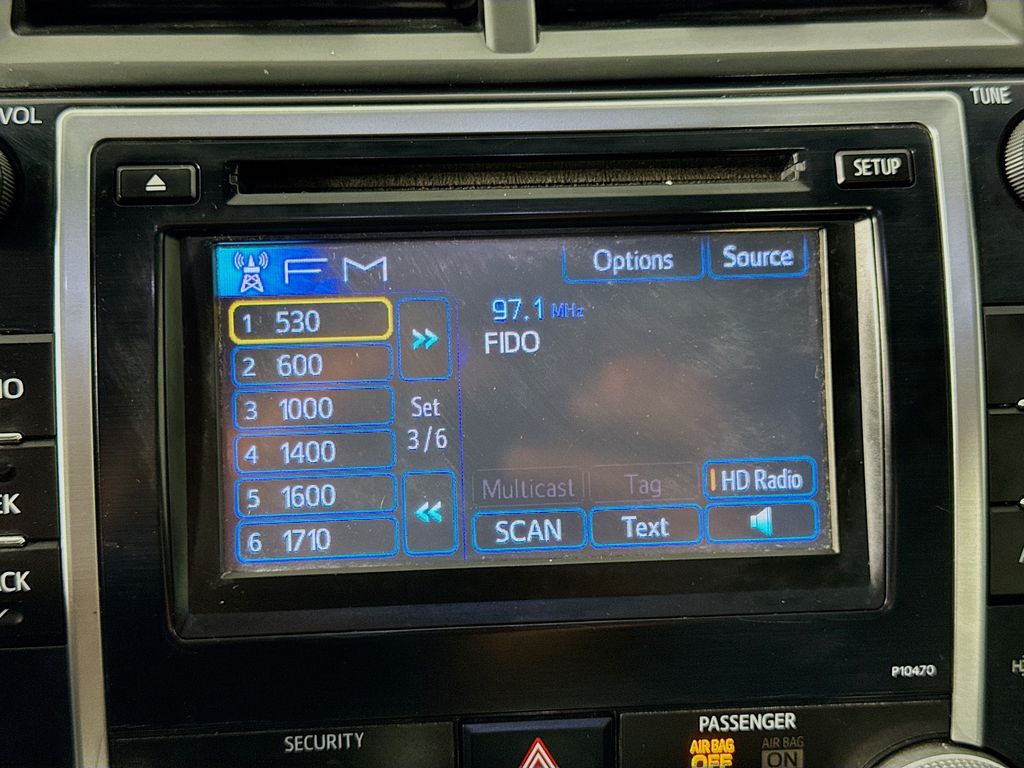 VOL
TUNE
SETUP
FM
Options
Source
1 530
97.1 MHz
FIDO
2 600
3 1000
Set
3/6
4 1400
5 1600
6 1710
Multicast
Tag
HD Radio
SCAN
Text
P10470
SECURITY
PASSENGER
AIR BAG
OFF
AIR BAG
ON